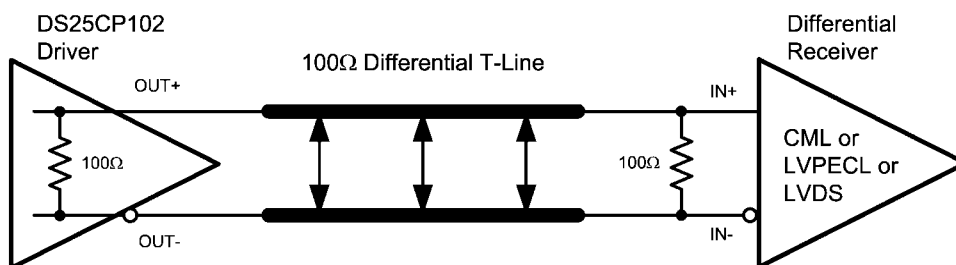 DS25CP102
Driver
100Ω Differential T-Line
Differential
Receiver
OUT+
IN+
100Ω
100Ω
CML or
LVPECL or
LVDS
OUT-
IN-